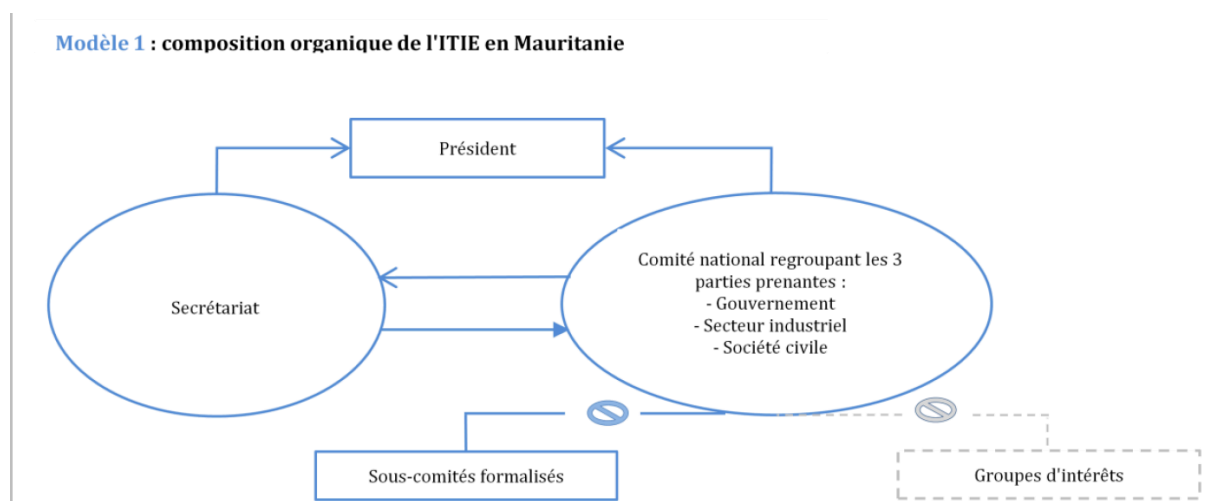 Modèle 1 : composition organique de l'ITIE en Mauritanie
Président
Secrétariat
Comité national regroupant les 3
parties prenantes :
- Gouvernement
- Secteur industriel
- Société civile
Sous-comités formalisés
Groupes d'intérêts